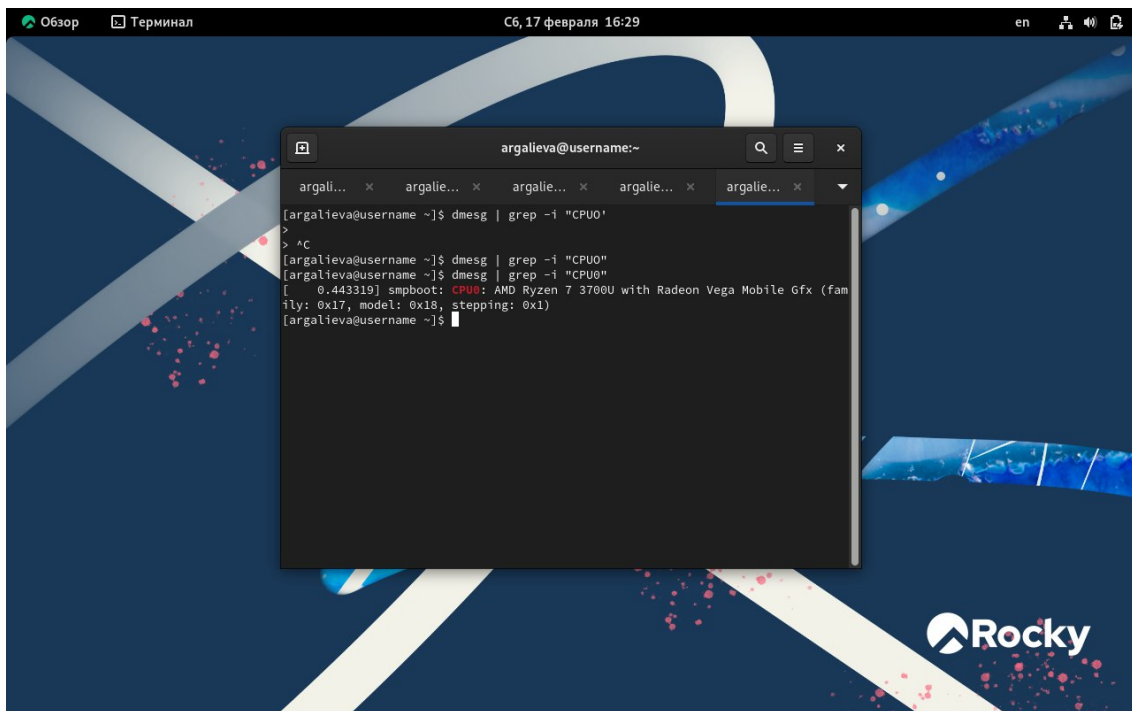 Обзор Терминал Сб, 17 февраля 16:29 en
argalieva@username:~
argali... argalie... argalie... argalie... argalie...
[argalieva@username ~]$ dmesg | grep -i "CPUO'
>
> ^C
[argalieva@username ~]$ dmesg | grep -i "CPUO"
[argalieva@username ~]$ dmesg | grep -i "CPU0"
[    0.443319] smpboot: CPU0: AMD Ryzen 7 3700U with Radeon Vega Mobile Gfx (fam
ily: 0x17, model: 0x18, stepping: 0x1)
[argalieva@username ~]$
Rocky